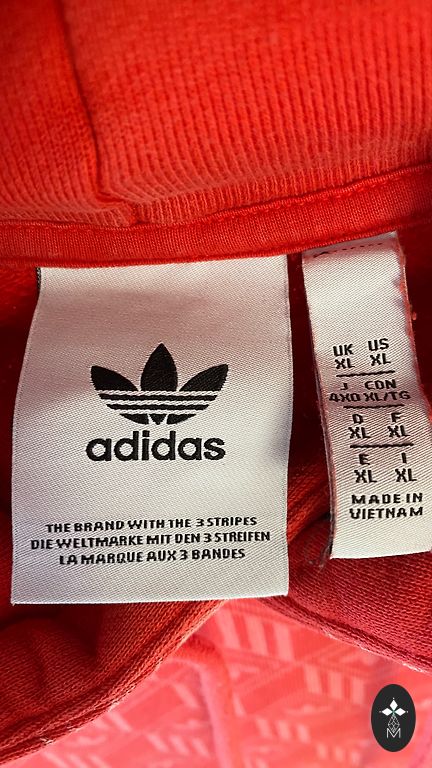 adidas
THE BRAND WITH THE 3 STRIPES
DIE WELTMARKE MIT DEN 3 STREIFEN
LA MARQUE AUX 3 BANDES
UK US
XL XL
J CDN
4XO XL/TG
D F
XL XL
E I
XL XL
MADE IN
VIETNAM
M